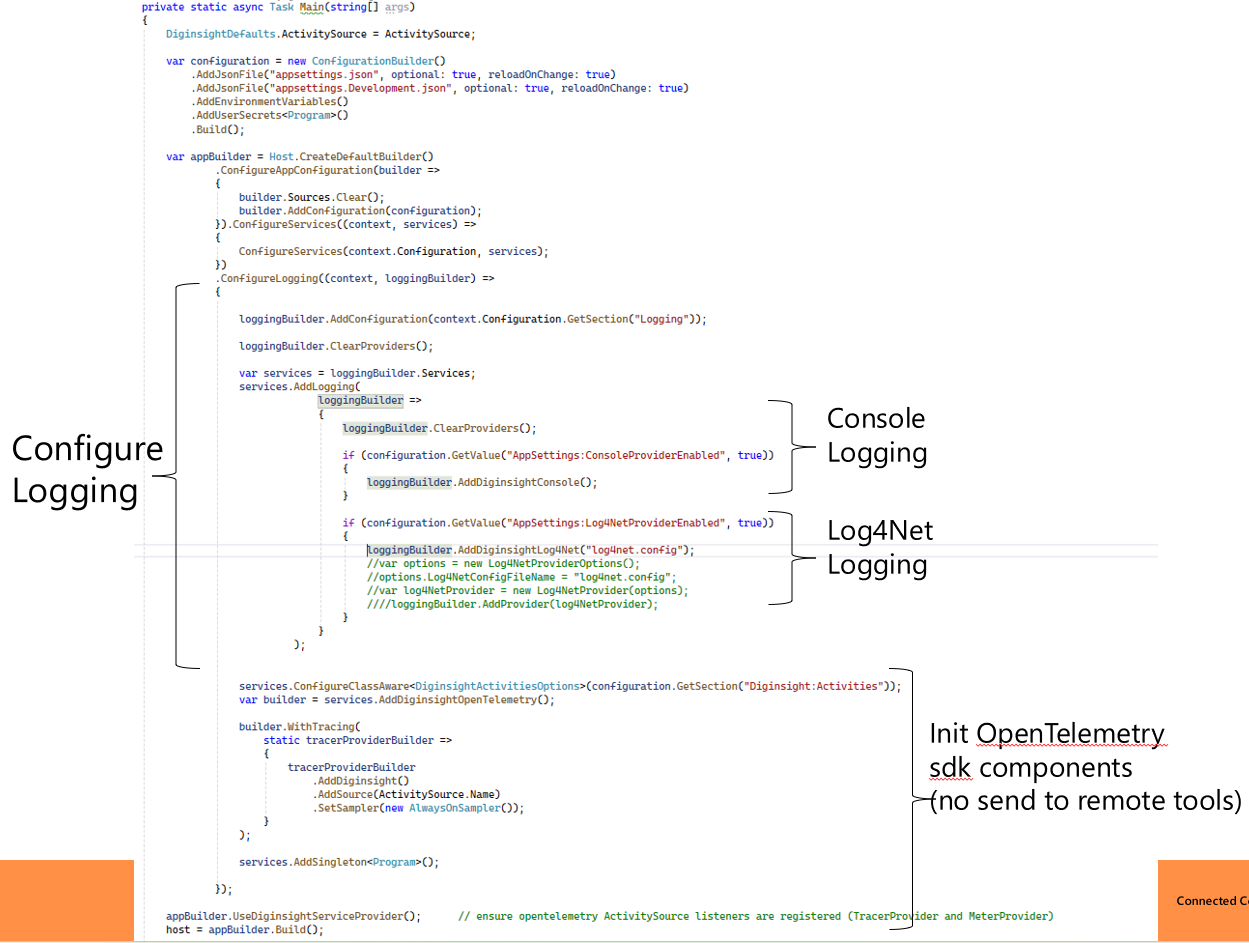 private static async Task Main(string[] args)
{
DiginsightDefaults.ActivitySource = ActivitySource;
var configuration = new ConfigurationBuilder()
.AddJsonFile("appsettings.json", optional: true, reloadOnChange: true)
.AddJsonFile("appsettings.Development.json", optional: true, reloadOnChange: true)
.AddEnvironmentVariables()
.AddUserSecrets<Program>()
.Build();
var appBuilder = Host.CreateDefaultBuilder()
.ConfigureAppConfiguration(builder =>
{
builder.Sources.Clear();
builder.AddConfiguration(configuration);
}).ConfigureServices((context, services) =>
{
ConfigureServices(context.Configuration, services);
})
.ConfigureLogging((context, loggingBuilder) =>
{
loggingBuilder.AddConfiguration(context.Configuration.GetSection("Logging"));
loggingBuilder.ClearProviders();
var services = loggingBuilder.Services;
services.AddLogging(
loggingBuilder =>
{
loggingBuilder.ClearProviders();
if (configuration.GetValue("AppSettings:ConsoleProviderEnabled", true))
{
loggingBuilder.AddDiginsightConsole();
}
if (configuration.GetValue("AppSettings:Log4NetProviderEnabled", true))
{
loggingBuilder.AddDiginsightLog4Net("log4net.config");
//var options = new Log4NetProviderOptions();
//options.Log4NetConfigFileName = "log4net.config";
//var log4NetProvider = new Log4NetProvider(options);
////loggingBuilder.AddProvider(log4NetProvider);
}
}
);
services.ConfigureClassAware<DiginsightActivitiesOptions>(configuration.GetSection("Diginsight:Activities"));
var builder = services.AddDiginsightOpenTelemetry();
builder.WithTracing(
static tracerProviderBuilder =>
{
tracerProviderBuilder
.AddDiginsight()
.AddSource(ActivitySource.Name)
.SetSampler(new AlwaysOnSampler());
}
);
services.AddSingleton<Program>();
});
appBuilder.UseDiginsightServiceProvider(); // ensure opentelemetry ActivitySource listeners are registered (TracerProvider and MeterProvider)
host = appBuilder.Build();
Configure
Logging
Console
Logging
Log4Net
Logging
Init OpenTelemetry
sdk components
(no send to remote tools)
Connected